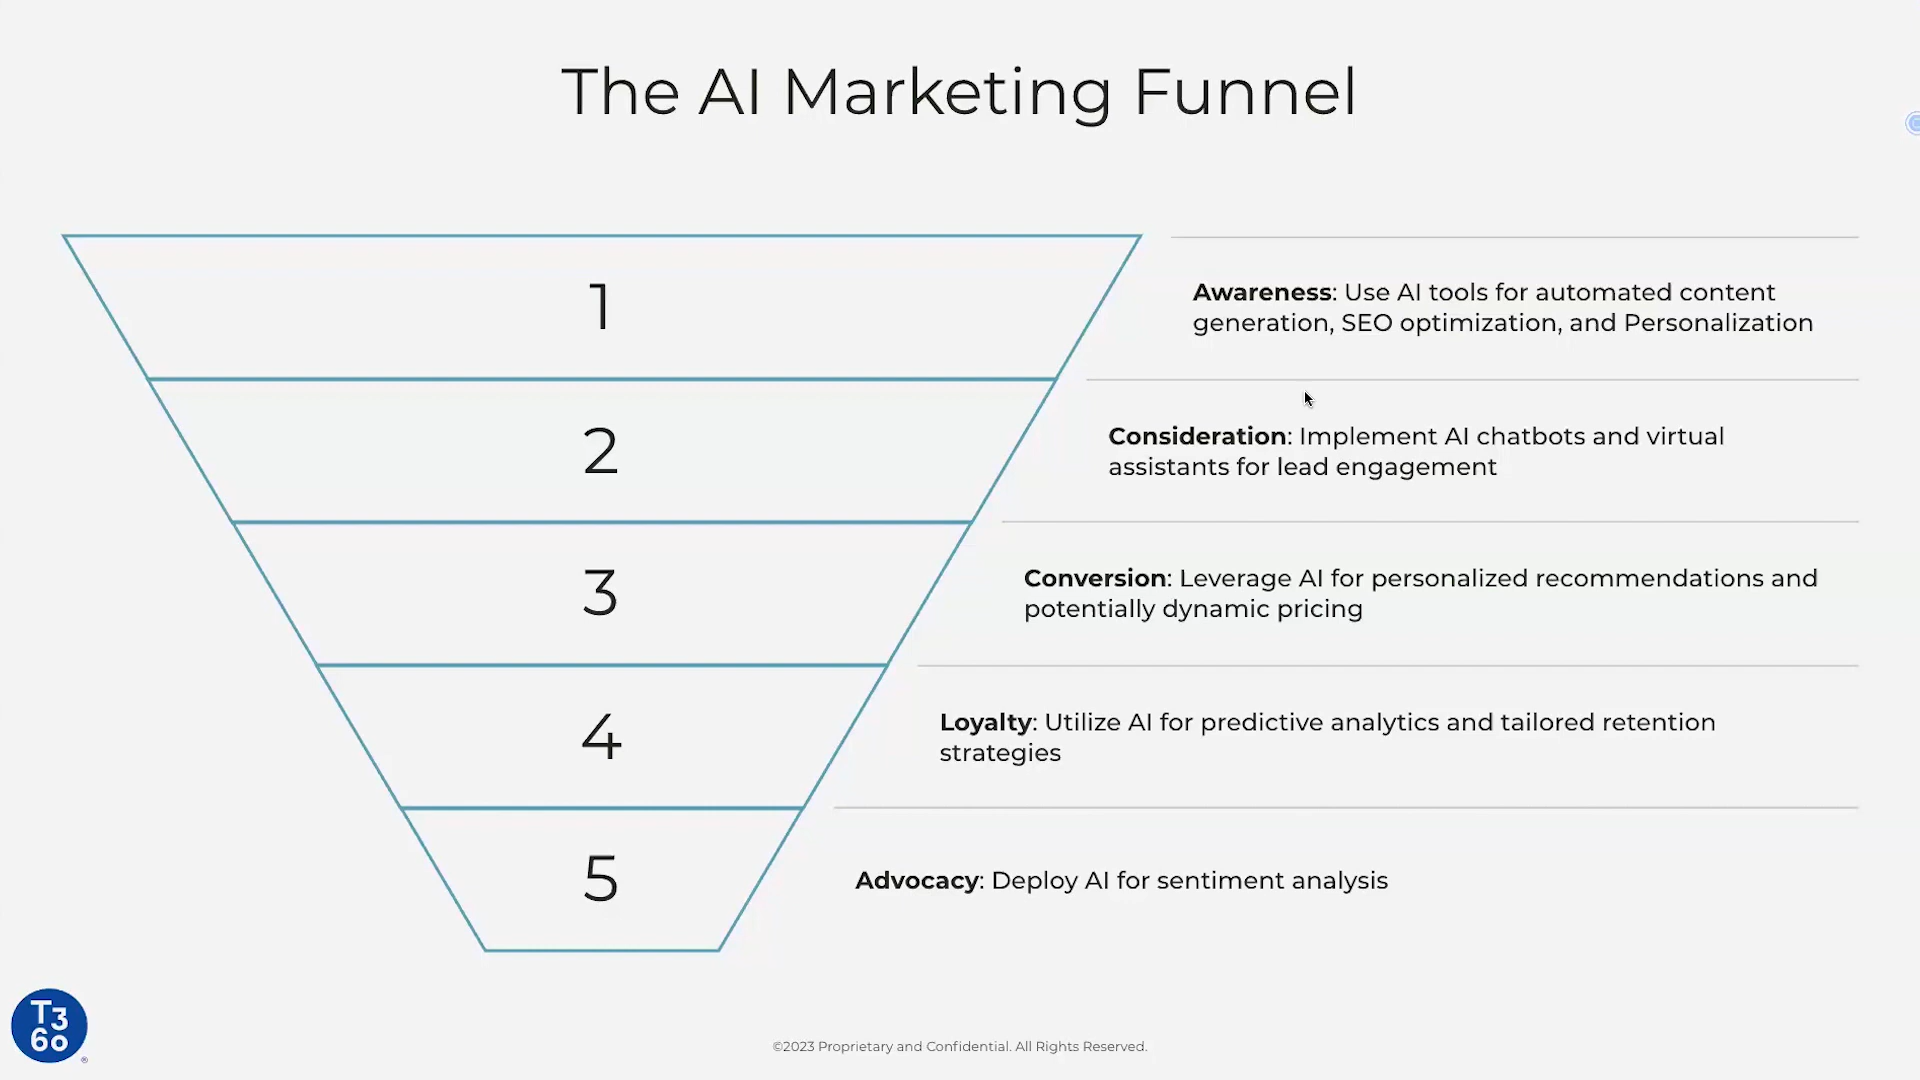 The AI Marketing Funnel
1
Awareness: Use AI tools for automated content
generation, SEO optimization, and Personalization
2
Consideration: Implement AI chatbots and virtual
assistants for lead engagement
3
Conversion: Leverage AI for personalized recommendations and
potentially dynamic pricing
4
Loyalty: Utilize AI for predictive analytics and tailored retention
strategies
5
Advocacy: Deploy AI for sentiment analysis
T3
60
®
©2023 Proprietary and Confidential. All Rights Reserved.